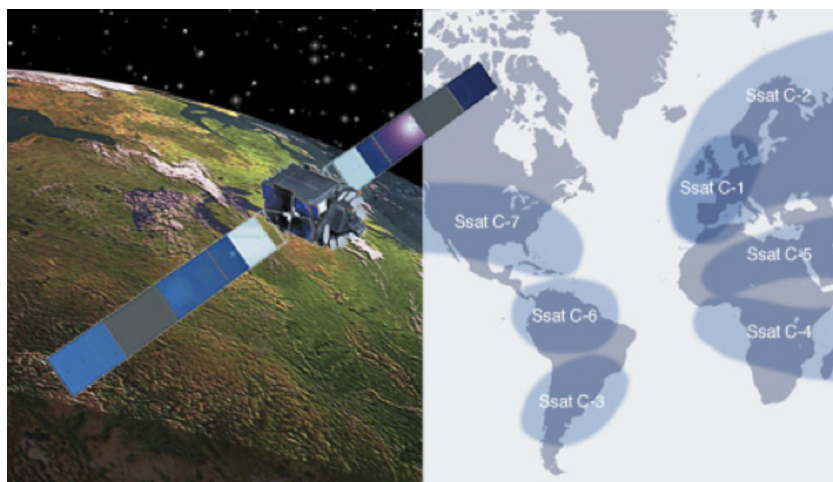 Ssat C-2
Ssat C-1
Ssat C-7
Ssat C-5
Ssat C-6
Ssat C-4
Ssat C-3